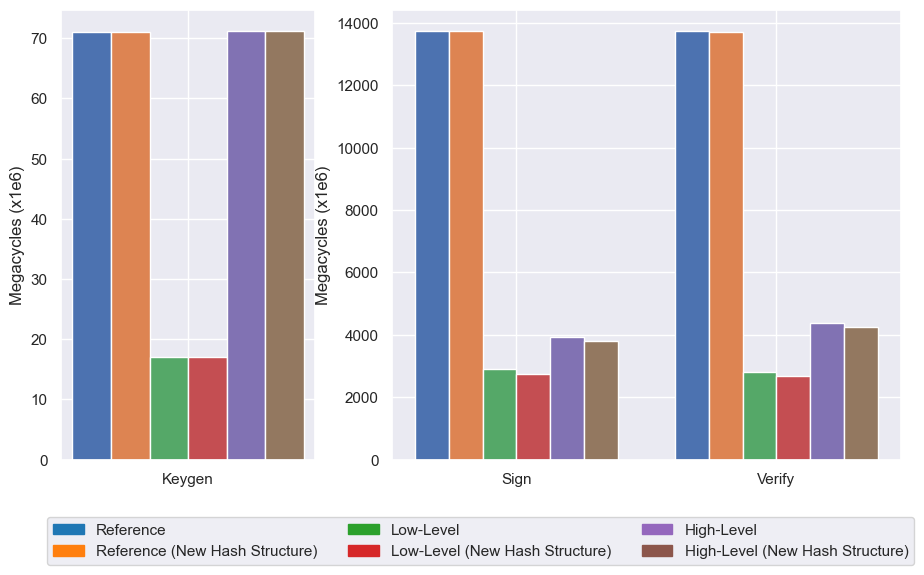 Megacycles (x1e6)
70
60
50
40
30
20
10
0
Keygen
Megacycles (x1e6)
14000
12000
10000
8000
6000
4000
2000
0
Sign
Verify
Reference
Reference (New Hash Structure)
Low-Level
Low-Level (New Hash Structure)
High-Level
High-Level (New Hash Structure)